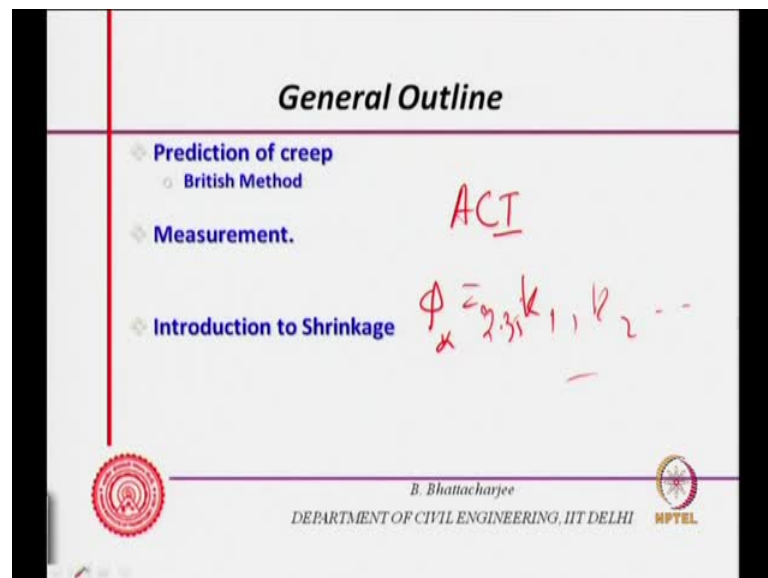 General Outline
Prediction of creep
British Method
Measurement.
Introduction to Shrinkage
ACI
B. Bhattacharjee
DEPARTMENT OF CIVIL ENGINEERING, IIT DELHI
NPTEL